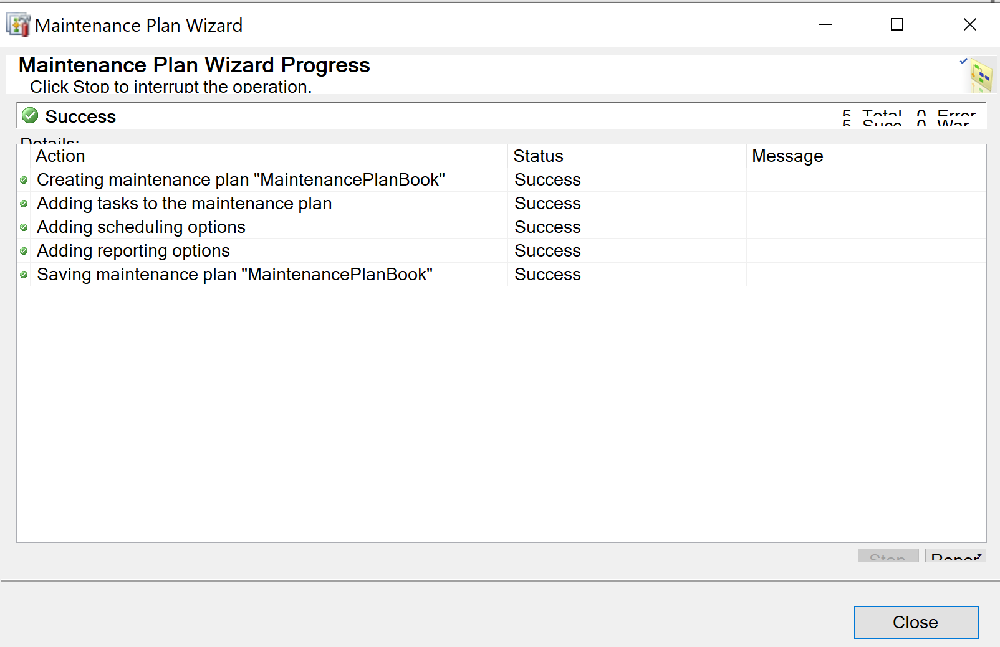 Maintenance Plan Wizard
Maintenance Plan Wizard Progress
Click Stop to interrupt the operation.
Success
5 Total 0 Error
5 Succ 0 War
Details:
Action Status Message
Creating maintenance plan "MaintenancePlanBook" Success
Adding tasks to the maintenance plan Success
Adding scheduling options Success
Adding reporting options Success
Saving maintenance plan "MaintenancePlanBook" Success
Stop Repor
Close